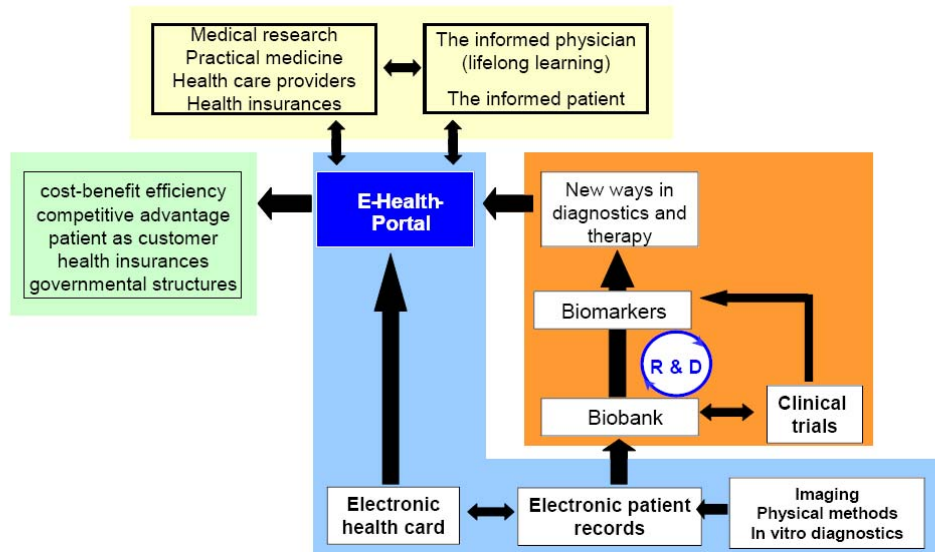 Medical research
Practical medicine
Health care providers
Health insurances
The informed physician
(lifelong learning)
The informed patient
cost-benefit efficiency
competitive advantage
patient as customer
health insurances
governmental structures
E-Health-
Portal
New ways in
diagnostics and
therapy
Biomarkers
R & D
Biobank
Clinical
trials
Electronic
health card
Electronic patient
records
Imaging
Physical methods
In vitro diagnostics